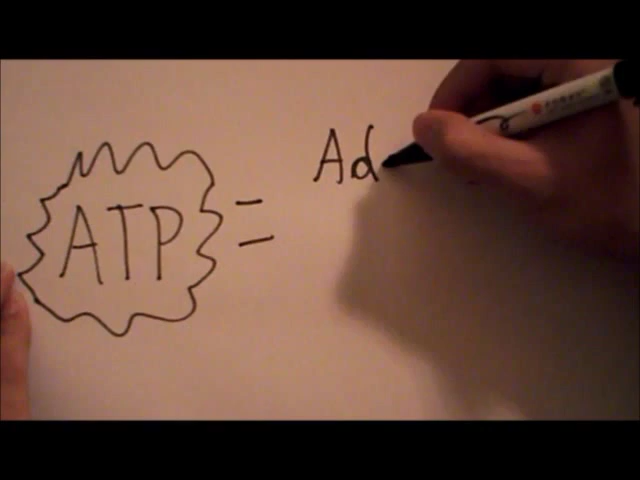 ATP = Ad